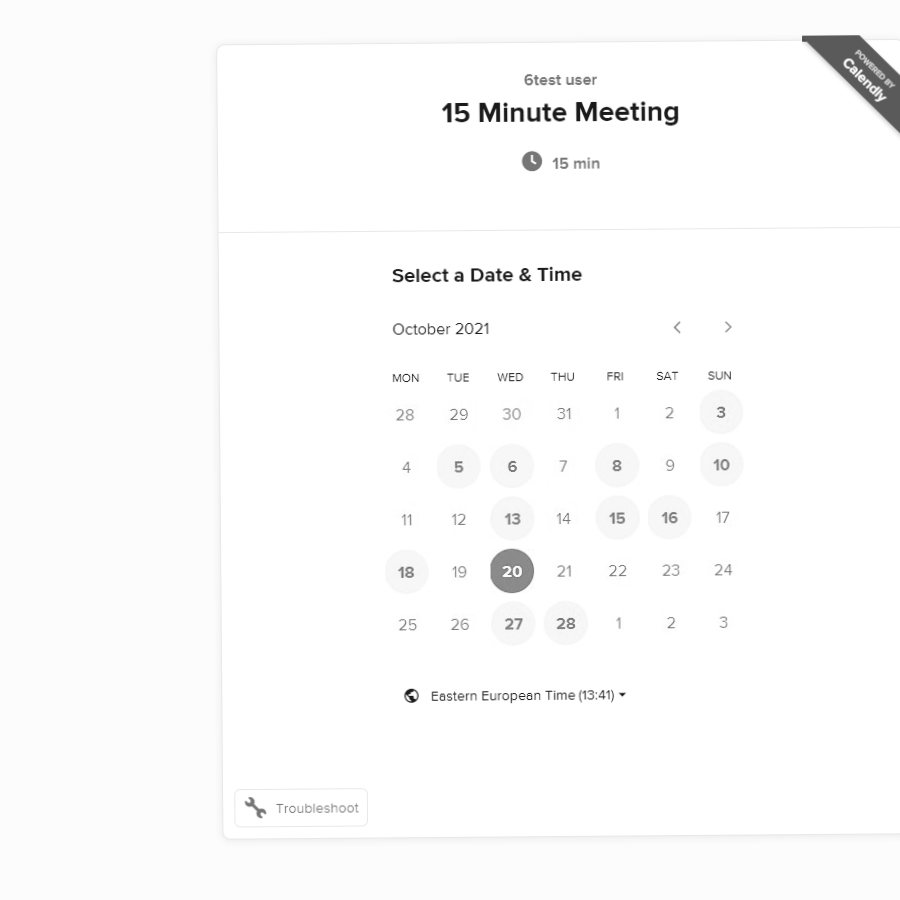 POWERED BY
Calendly
6test user
15 Minute Meeting
15 min
Select a Date & Time
October 2021
MON TUE WED THU FRI SAT SUN
28 29 30 31 1 2 3
4 5 6 7 8 9 10
11 12 13 14 15 16 17
18 19 20 21 22 23 24
25 26 27 28 1 2 3
Eastern European Time (13:41)
Troubleshoot